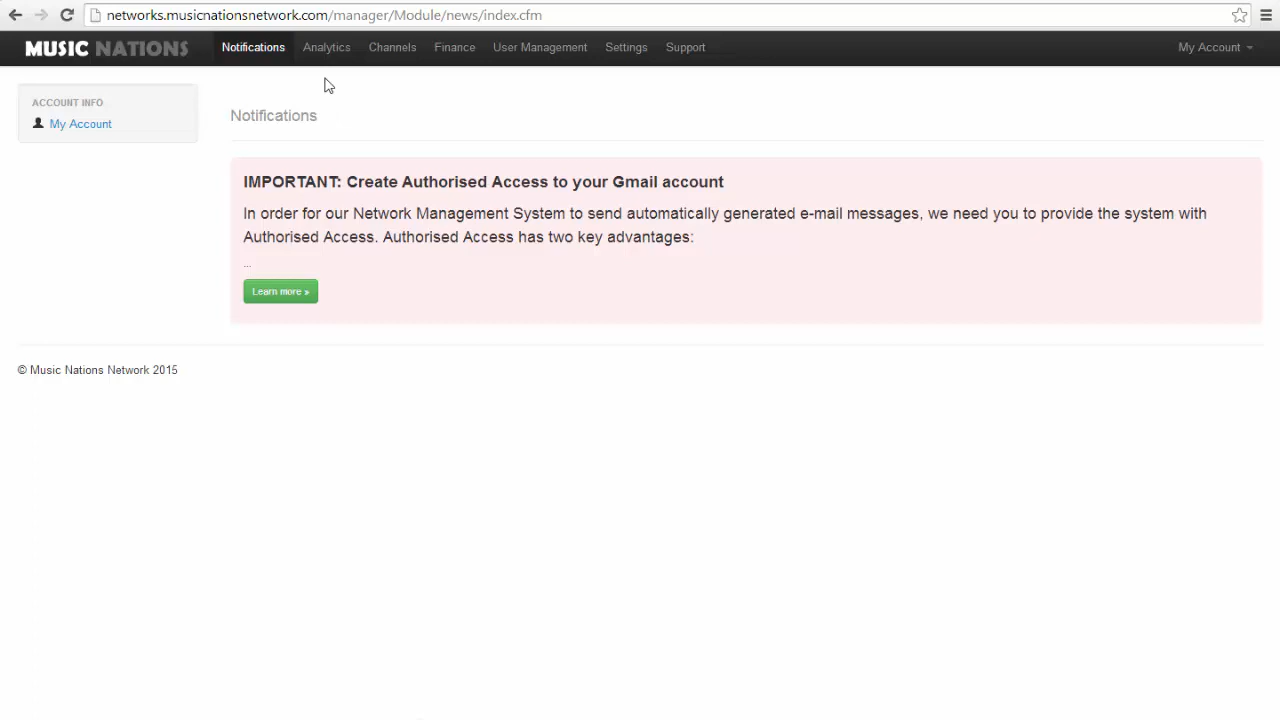 networks.musicnationsnetwork.com/manager/Module/news/index.cfm
MUSIC NATIONS Notifications Analytics Channels Finance User Management Settings Support My Account
ACCOUNT INFO
My Account
Notifications
IMPORTANT: Create Authorised Access to your Gmail account
In order for our Network Management System to send automatically generated e-mail messages, we need you to provide the system with
Authorised Access. Authorised Access has two key advantages:
...
Learn more »
© Music Nations Network 2015